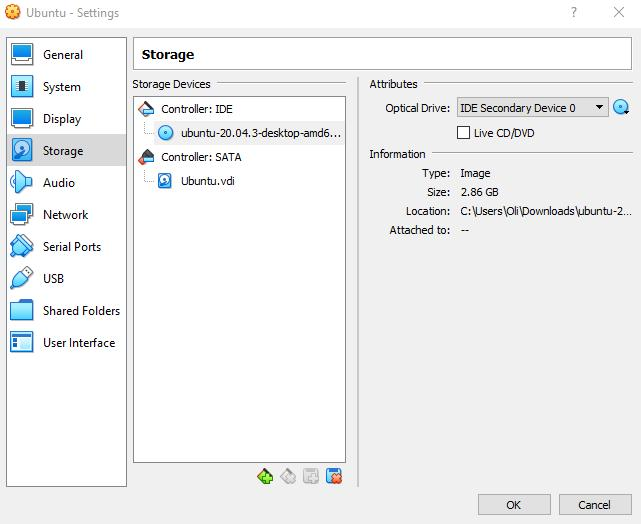 Ubuntu - Settings
?
General
System
Display
Storage
Audio
Network
Serial Ports
USB
Shared Folders
User Interface
Storage
Storage Devices
Controller: IDE
ubuntu-20.04.3-desktop-amd6...
Controller: SATA
Ubuntu.vdi
Attributes
Optical Drive: IDE Secondary Device 0
Live CD/DVD
Information
Type: Image
Size: 2.86 GB
Location: C:\Users\Oli\Downloads\ubuntu-2...
Attached to: --
OK Cancel